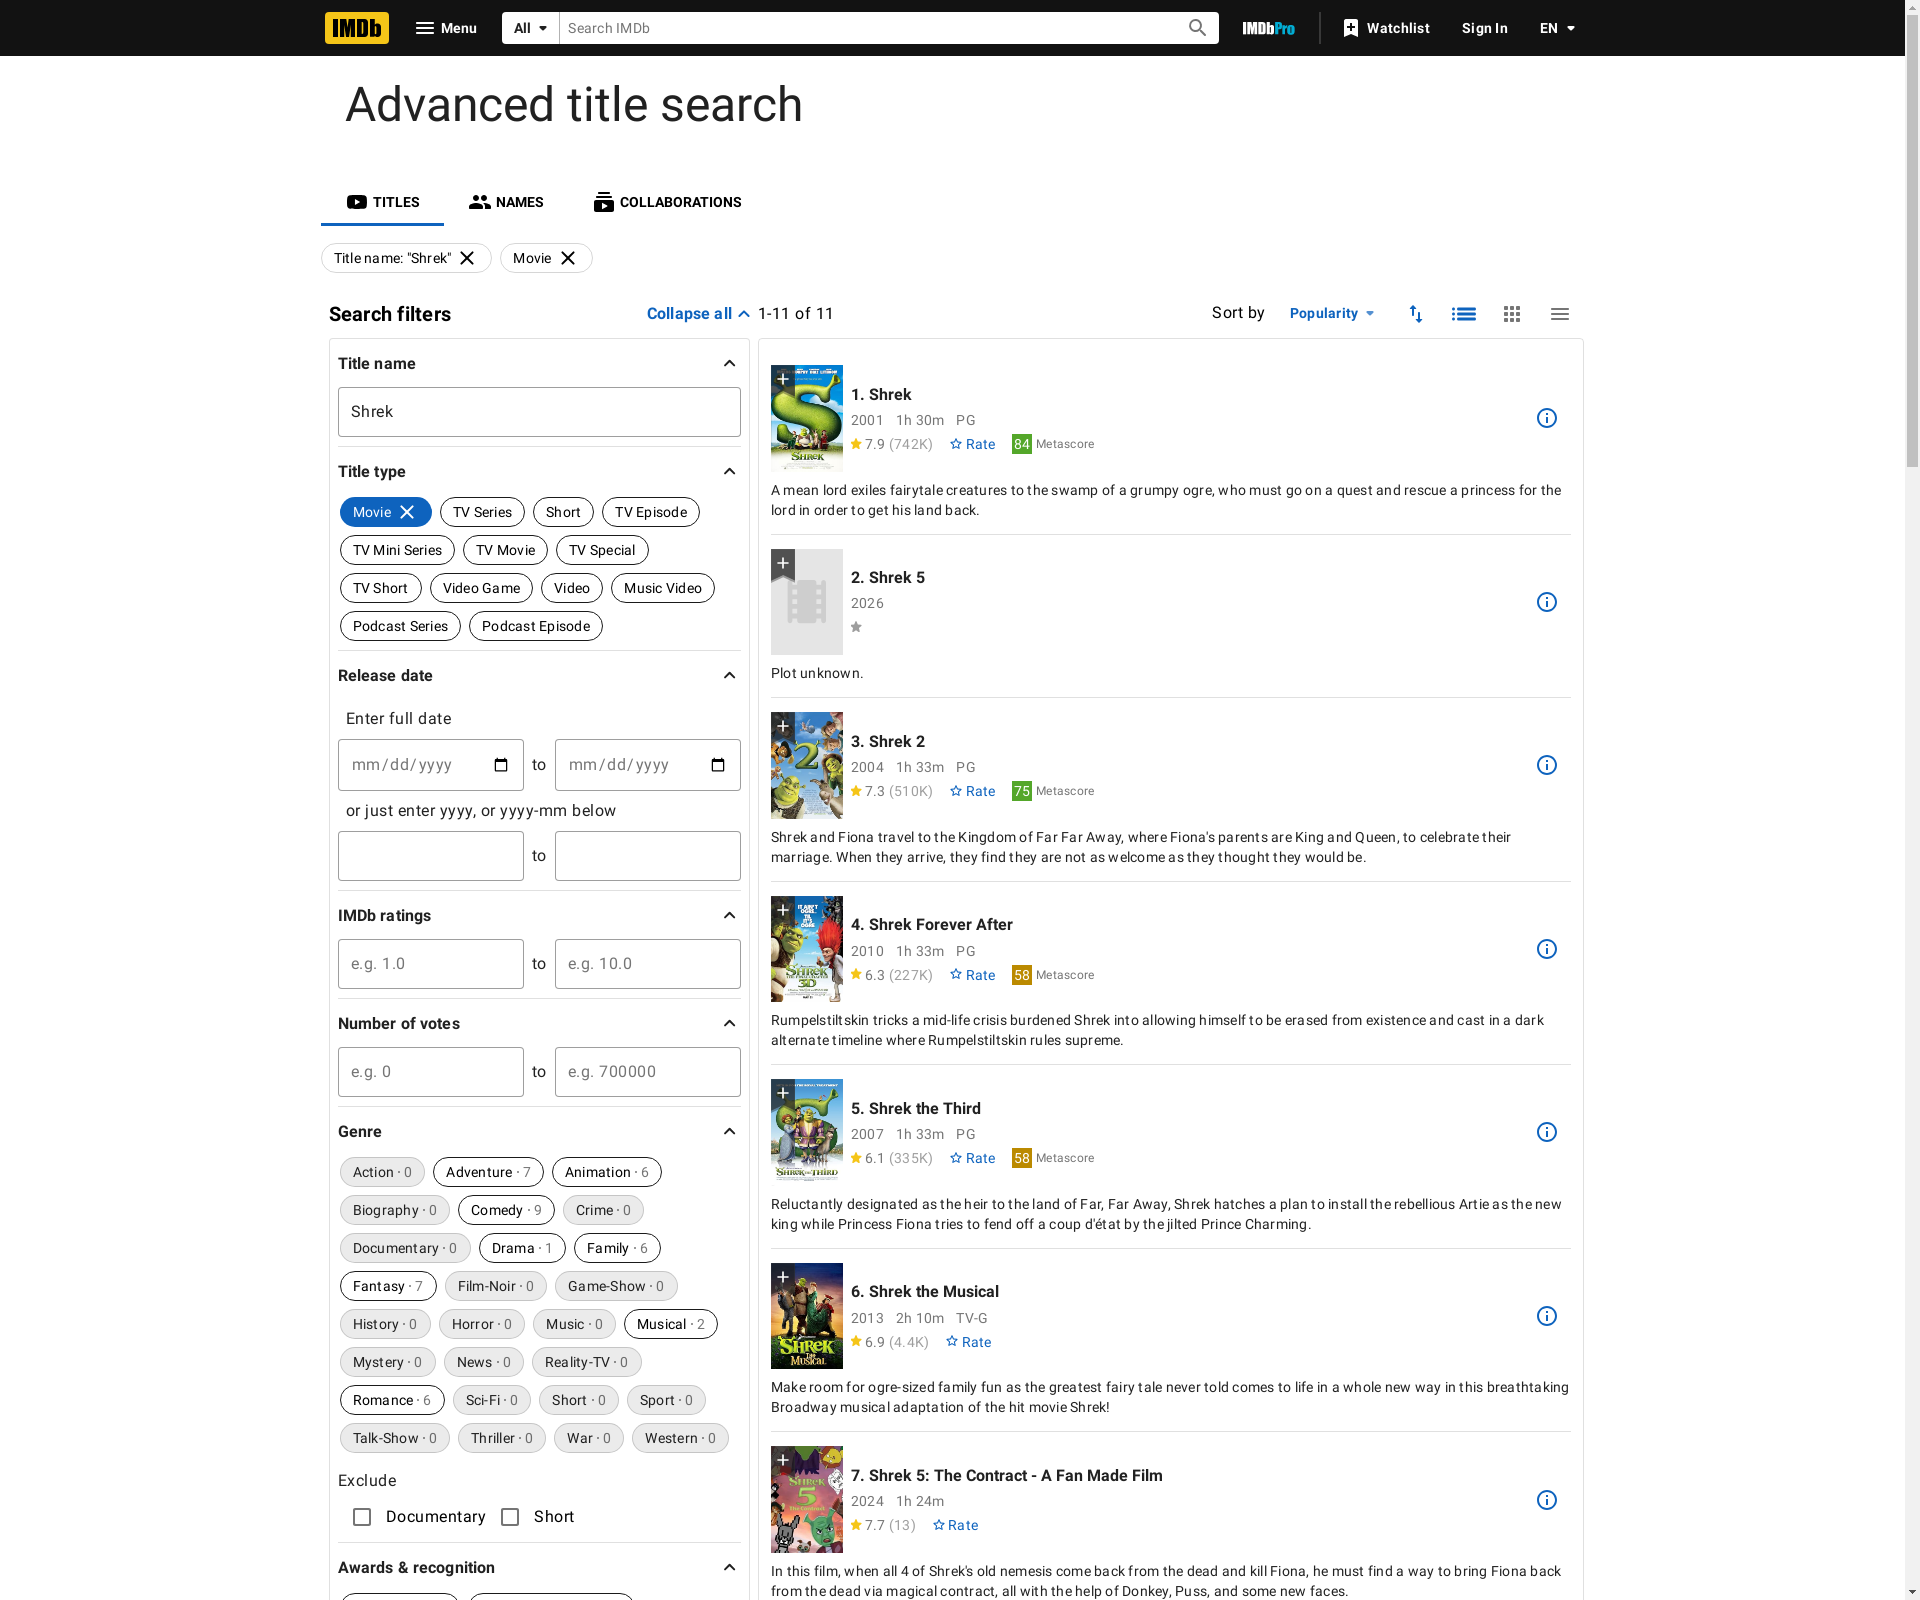 IMDb
Menu
All
Search IMDb
IMDbPro
Watchlist
Sign In
EN
Advanced title search
TITLES
NAMES
COLLABORATIONS
Title name: "Shrek"
Movie
Search filters
Collapse all
1-11 of 11
Sort by
Popularity
Title name
Shrek
Title type
Movie
TV Series
Short
TV Episode
TV Mini Series
TV Movie
TV Special
TV Short
Video Game
Video
Music Video
Podcast Series
Podcast Episode
Release date
Enter full date
mm/dd/yyyy to mm/dd/yyyy
or just enter yyyy, or yyyy-mm below
to
IMDb ratings
e.g. 1.0 to e.g. 10.0
Number of votes
e.g. 0 to e.g. 700000
Genre
Action · 0
Adventure · 7
Animation · 6
Biography · 0
Comedy · 9
Crime · 0
Documentary · 0
Drama · 1
Family · 6
Fantasy · 7
Film-Noir · 0
Game-Show · 0
History · 0
Horror · 0
Music · 0
Musical · 2
Mystery · 0
News · 0
Reality-TV · 0
Romance · 6
Sci-Fi · 0
Short · 0
Sport · 0
Talk-Show · 0
Thriller · 0
War · 0
Western · 0
Exclude
Documentary
Short
Awards & recognition
SHREK
1. Shrek
2001 1h 30m PG
7.9 (742K) Rate 84 Metascore
A mean lord exiles fairytale creatures to the swamp of a grumpy ogre, who must go on a quest and rescue a princess for the
lord in order to get his land back.
2. Shrek 5
2026
Plot unknown.
2
3. Shrek 2
2004 1h 33m PG
7.3 (510K) Rate 75 Metascore
Shrek and Fiona travel to the Kingdom of Far Far Away, where Fiona's parents are King and Queen, to celebrate their
marriage. When they arrive, they find they are not as welcome as they thought they would be.
IT AIN'T
OGRE...
TIL
IT'S
OGRE
SHREK
THE FINAL CHAPTER
3D
4. Shrek Forever After
2010 1h 33m PG
6.3 (227K) Rate 58 Metascore
Rumpelstiltskin tricks a mid-life crisis burdened Shrek into allowing himself to be erased from existence and cast in a dark
alternate timeline where Rumpelstiltskin rules supreme.
SHREK THE THIRD
5. Shrek the Third
2007 1h 33m PG
6.1 (335K) Rate 58 Metascore
Reluctantly designated as the heir to the land of Far, Far Away, Shrek hatches a plan to install the rebellious Artie as the new
king while Princess Fiona tries to fend off a coup d'état by the jilted Prince Charming.
SHREK
THE
MUSICAL
6. Shrek the Musical
2013 2h 10m TV-G
6.9 (4.4K) Rate
Make room for ogre-sized family fun as the greatest fairy tale never told comes to life in a whole new way in this breathtaking
Broadway musical adaptation of the hit movie Shrek!
SHREK
5
The Contract
7. Shrek 5: The Contract - A Fan Made Film
2024 1h 24m
7.7 (13) Rate
In this film, when all 4 of Shrek's old nemesis come back from the dead and kill Fiona, he must find a way to bring Fiona back
from the dead via magical contract, all with the help of Donkey, Puss, and some new faces.